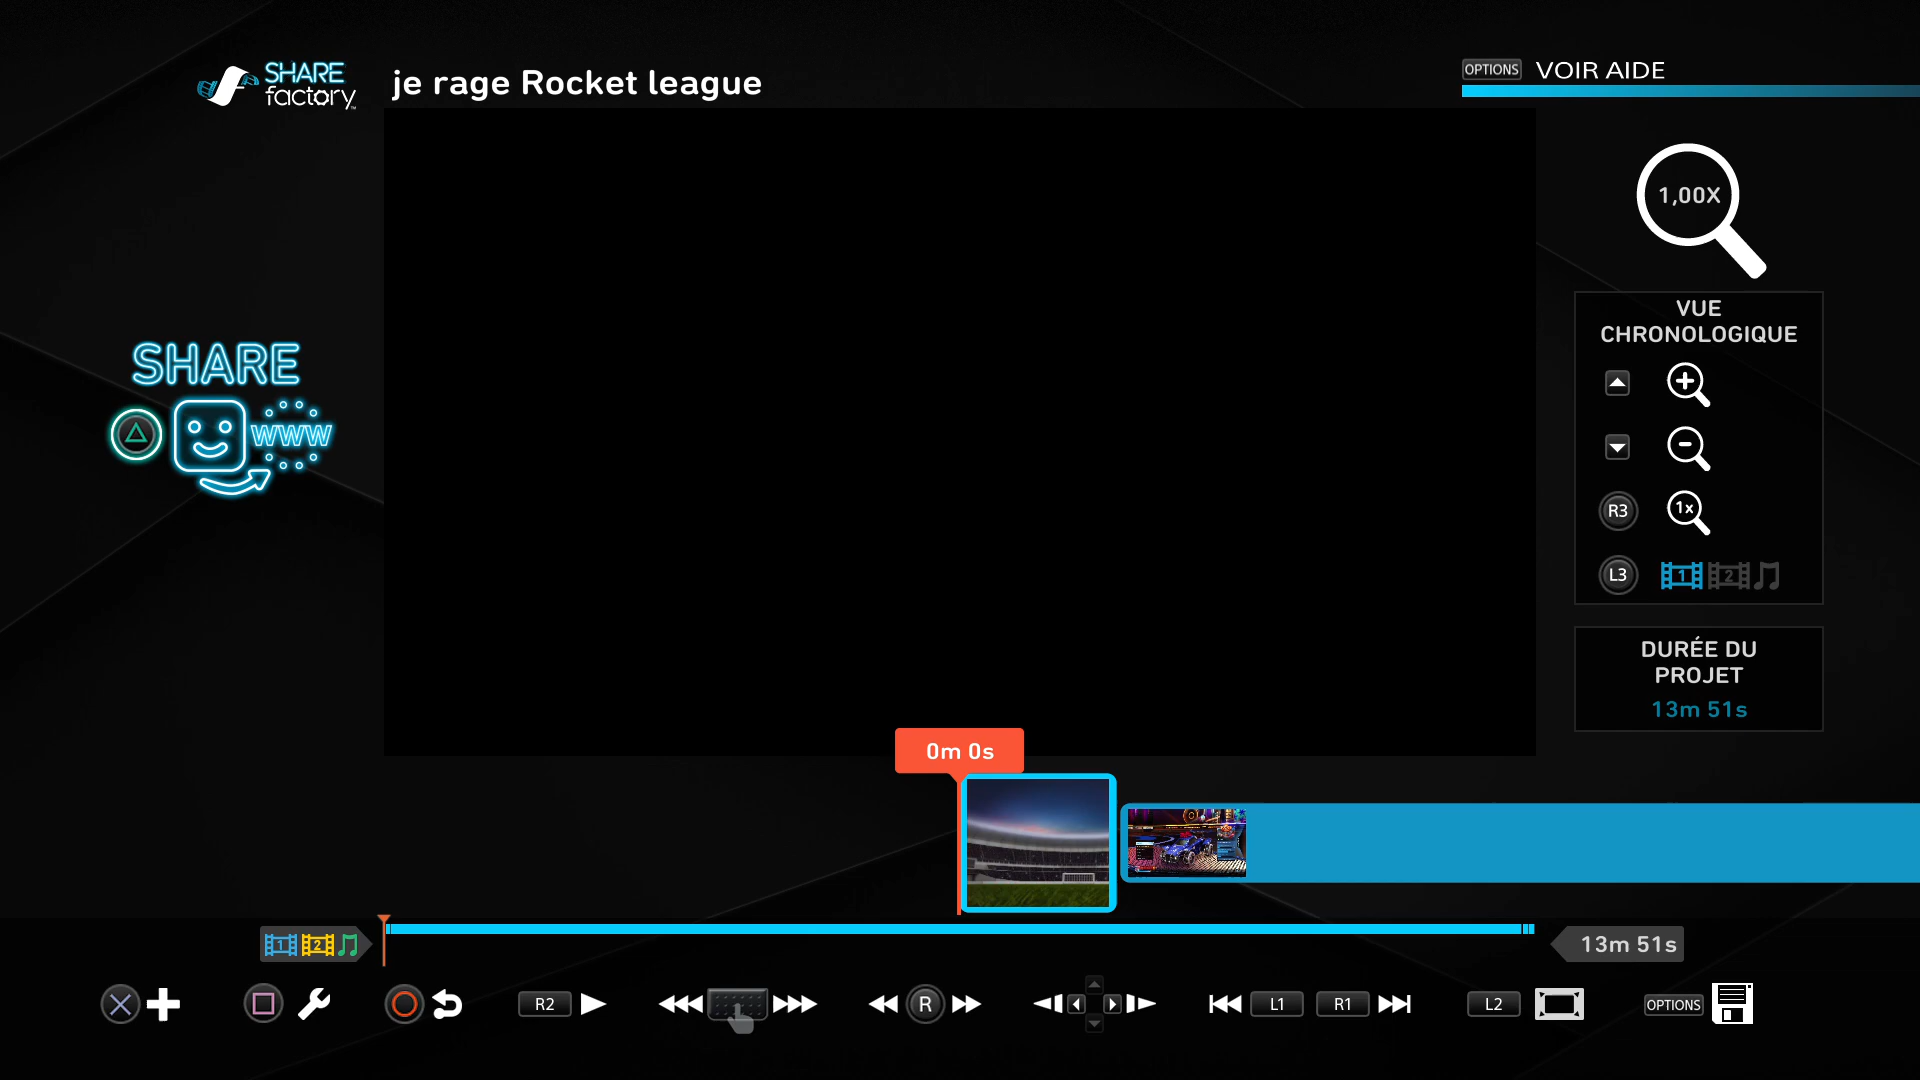 SHARE
factory™
je rage Rocket league
OPTIONS VOIR AIDE
1,00X
VUE
CHRONOLOGIQUE
R3 1x
L3 1 2
SHARE
WWW
DURÉE DU
PROJET
13m 51s
0m 0s
1 2
13m 51s
R2
R
L1 R1
L2
OPTIONS